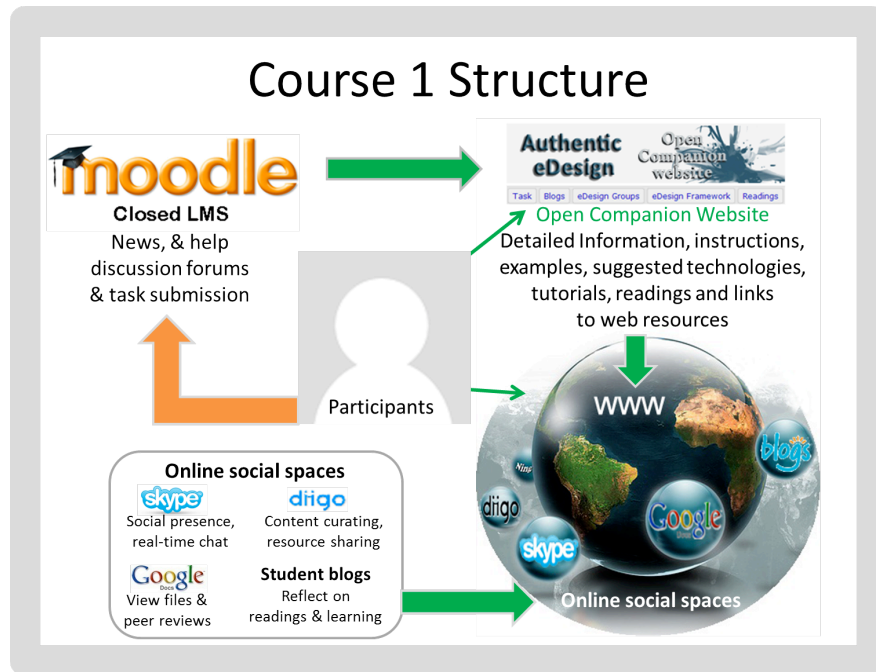 Course 1 Structure
moodle
Closed LMS
News, & help
discussion forums
& task submission
Authentic
eDesign
Open
Companion
website
Task
Blogs
eDesign Groups
eDesign Framework
Readings
Open Companion Website
Detailed Information, instructions,
examples, suggested technologies,
tutorials, readings and links
to web resources
Participants
WWW
blogs
Ning
diigo
Google
skype
Online social spaces
Online social spaces
skype
Social presence,
real-time chat
diigo
Content curating,
resource sharing
Google
Docs
View files &
peer reviews
Student blogs
Reflect on
readings & learning